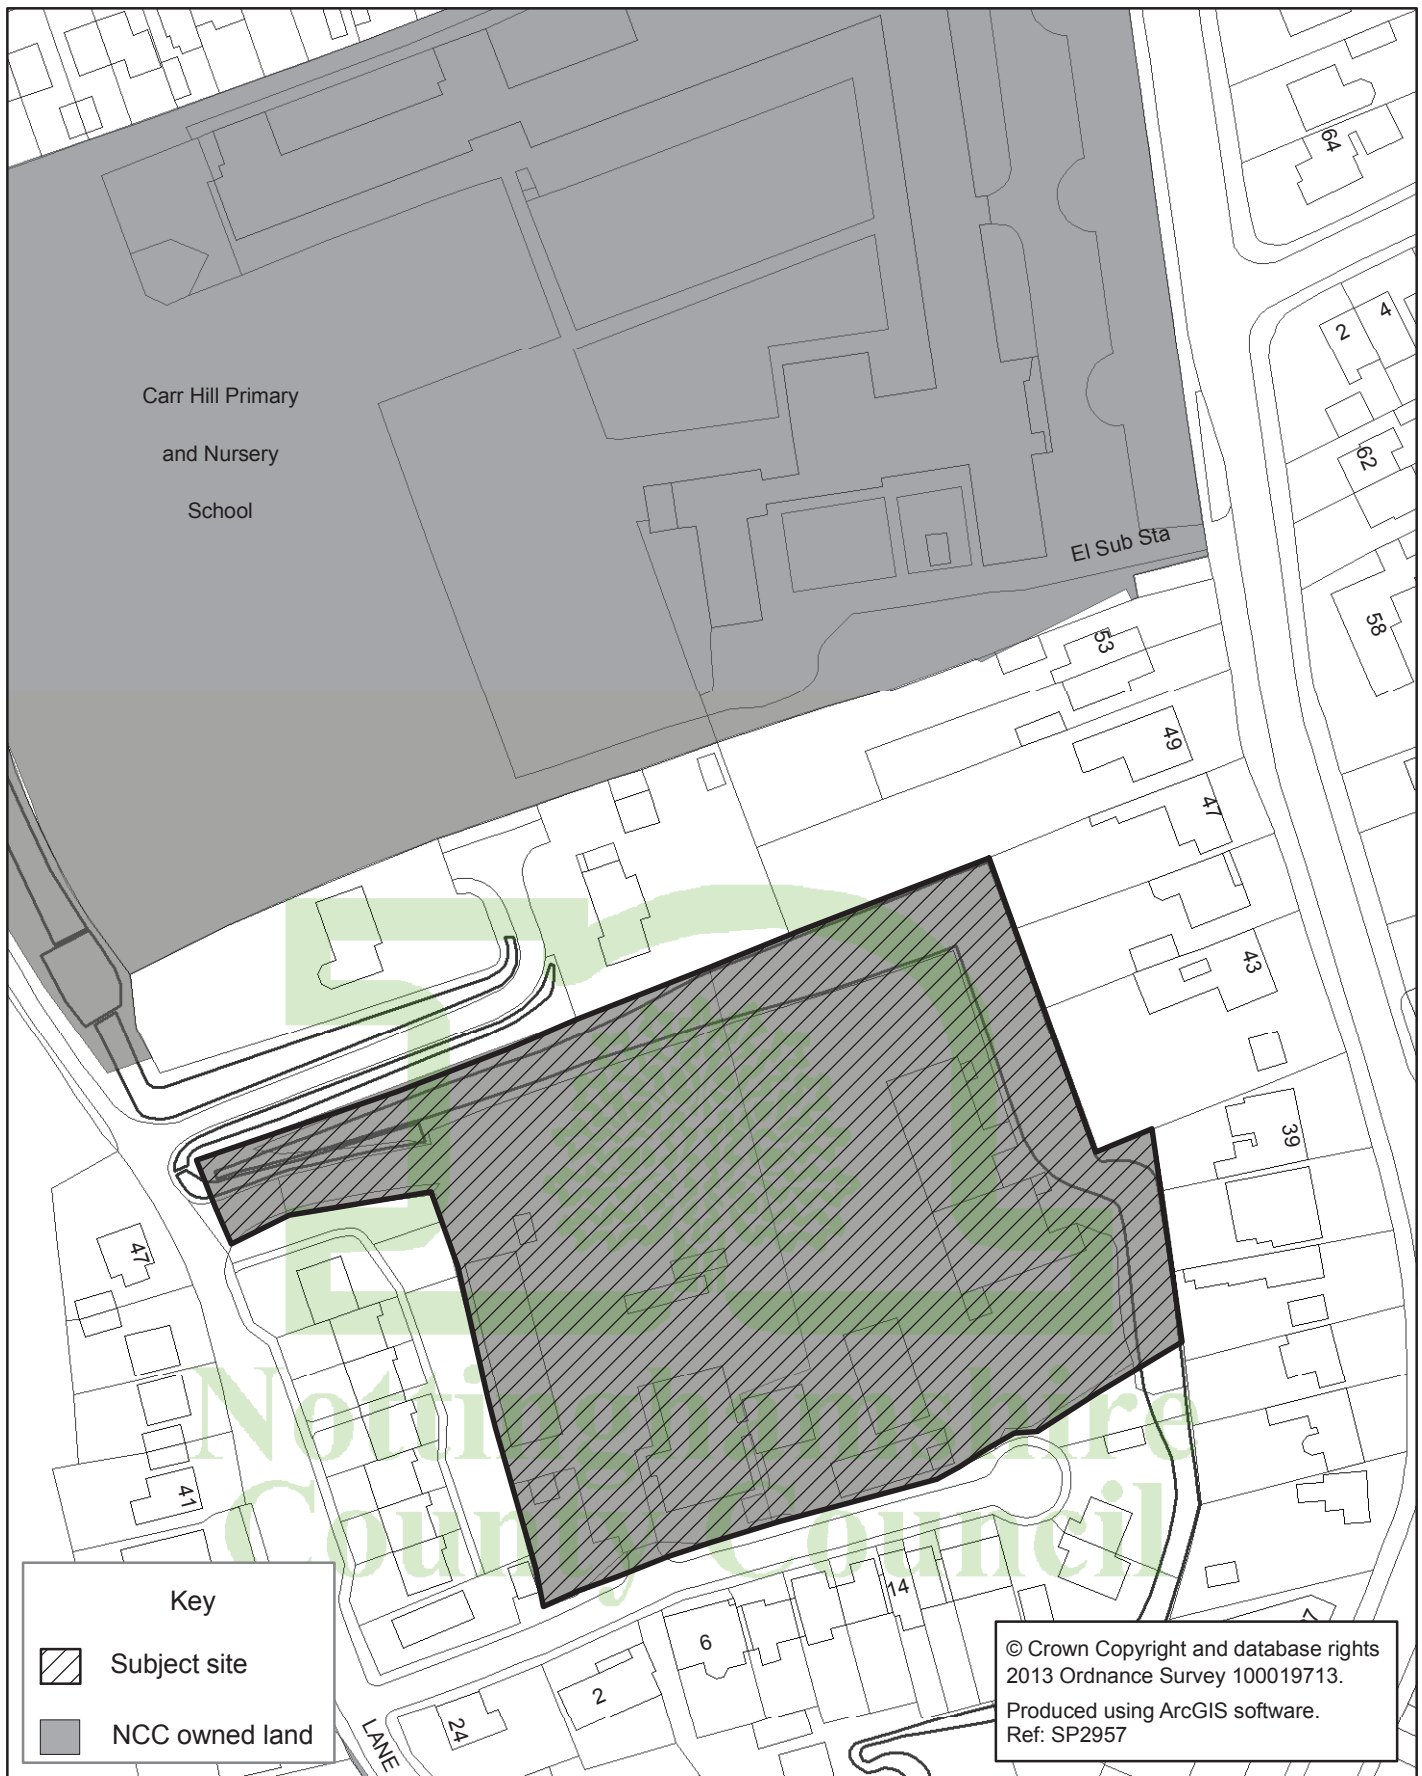 64
2
4
Carr Hill Primary
and Nursery
School
62
El Sub Sta
58
53
49
47
43
39
47
41
Nottinghamshire
County Council
14
6
2
24
LANE
Key
Subject site
NCC owned land
© Crown Copyright and database rights
2013 Ordnance Survey 100019713.
Produced using ArcGIS software.
Ref: SP2957